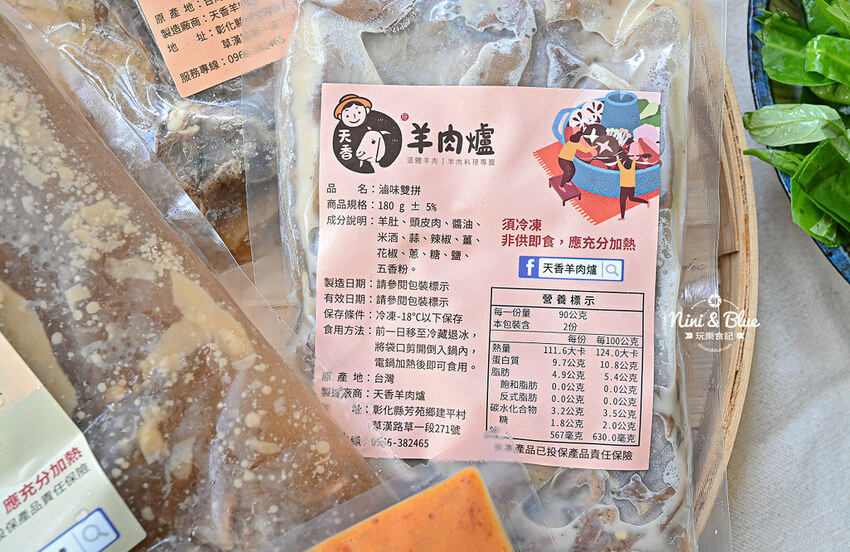 原產地：台灣
製造廠商：天香羊
地　址：彰化縣
草漢
服務專線：09
天香
羊肉爐
溫體羊肉｜羊肉料理專賣
品　名：滷味雙拼
商品規格：180 g ± 5%
成分說明：羊肚、頭皮肉、醬油、
米酒、蒜、辣椒、薑、
花椒、蔥、糖、鹽、
五香粉。
製造日期：請參閱包裝標示
有效日期：請參閱包裝標示
保存條件：冷凍-18℃以下保存
食用方法：前一日移至冷藏退冰，
將袋口剪開倒入鍋內，
電鍋加熱後即可食用。
原產地：台灣
製造廠商：天香羊肉爐
址：彰化縣芳苑鄉建平村
草漢路草一段271號
-382465
須冷凍
非供即食，應充分加熱
f 天香羊肉爐
營養標示
每一份量 90公克
本包裝含 2份
每份 每100公克
熱量 111.6大卡 124.0大卡
蛋白質 9.7公克 10.8公克
脂肪 4.9公克 5.4公克
飽和脂肪 0.0公克 0.0公克
反式脂肪 0.0公克 0.0公克
碳水化合物 3.2公克 3.5公克
糖 1.8公克 2.0公克
567毫克 630.0毫克
產品已投保產品責任保險
Nini & Blue
玩樂食記
應充分加熱
投保產品責任保險